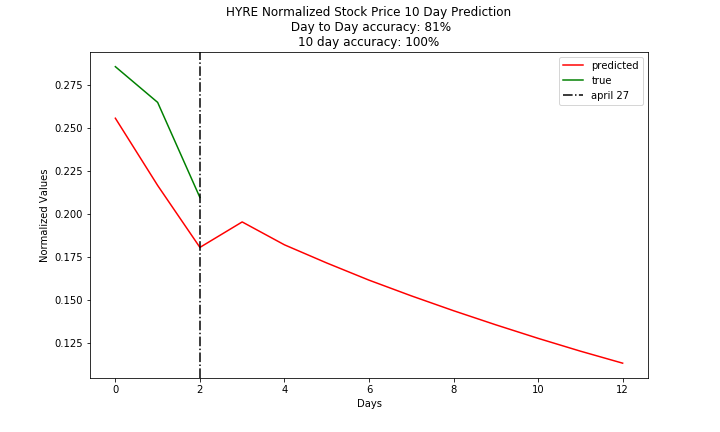 HYRE Normalized Stock Price 10 Day Prediction
Day to Day accuracy: 81%
10 day accuracy: 100%
predicted
true
april 27
0.275
0.250
0.225
0.200
0.175
0.150
0.125
Normalized Values
0 2 4 6 8 10 12
Days